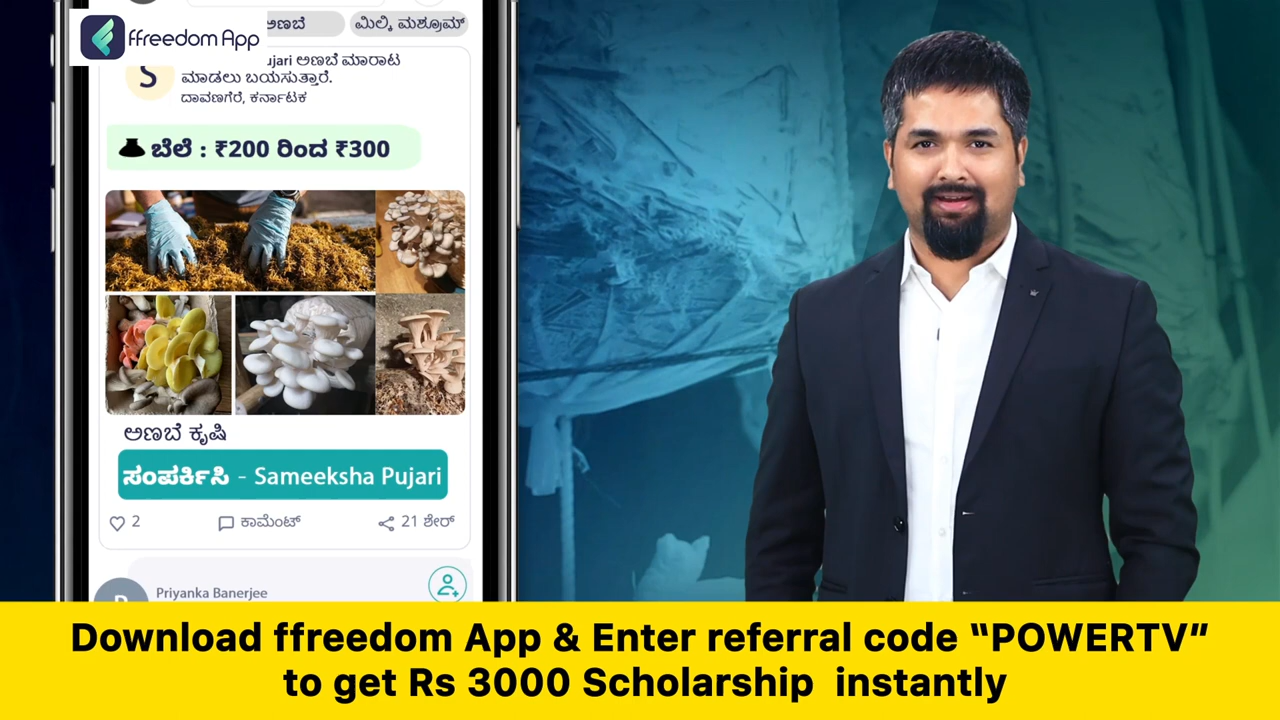 ಅಣಬೆ
ಮಿಲ್ಕಿ ಮಶ್ರೂಮ್
ffreedom App
S
ujari ಅಣಬೆ ಮಾರಾಟ
ಮಾಡಲು ಬಯಸುತ್ತಾರೆ.
ದಾವಣಗೆರೆ, ಕರ್ನಾಟಕ
ಬೆಲೆ : ₹200 ರಿಂದ ₹300
ಅಣಬೆ ಕೃಷಿ
ಸಂಪರ್ಕಿಸಿ - Sameeksha Pujari
2 ಕಾಮೆಂಟ್ 21 ಶೇರ್
Priyanka Banerjee
Download ffreedom App & Enter referral code “POWERTV”
to get Rs 3000 Scholarship instantly